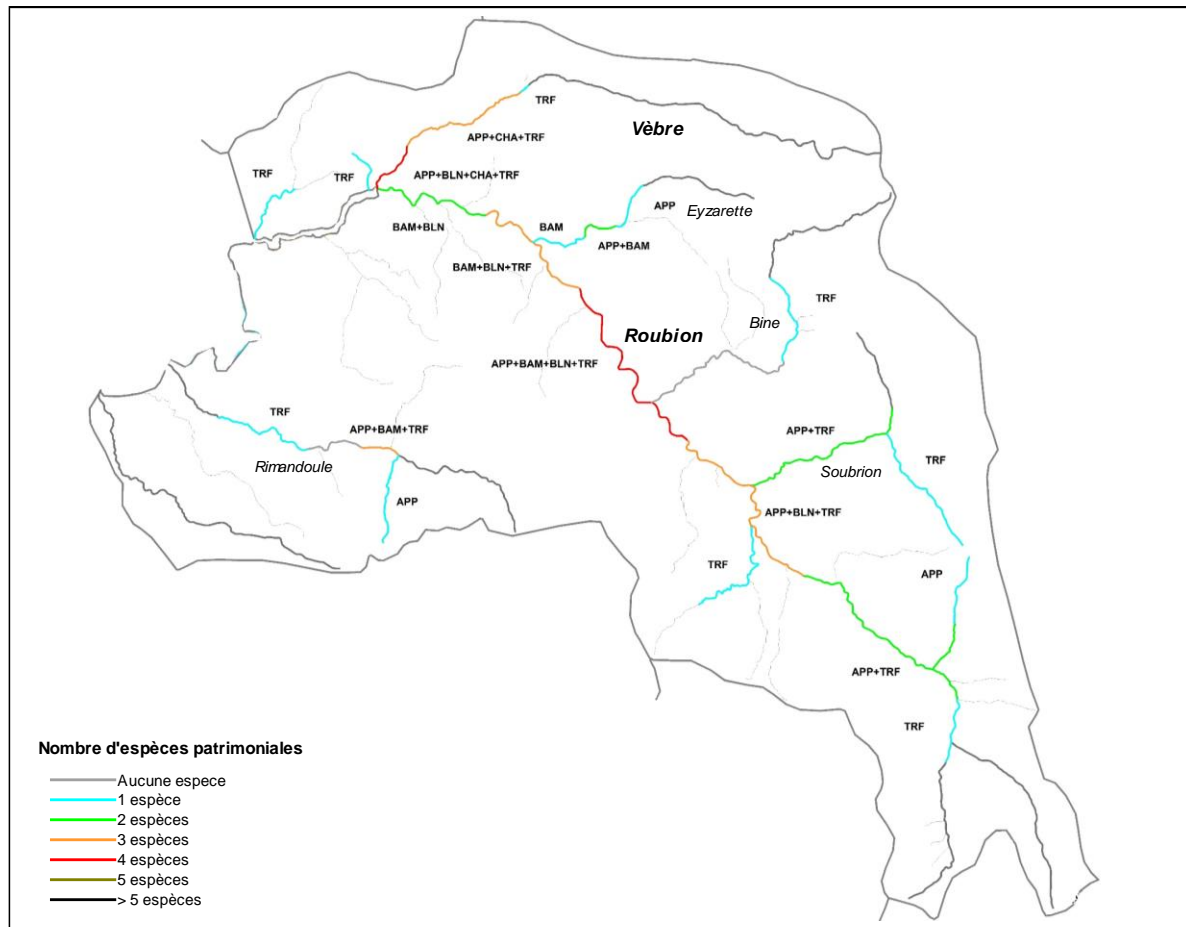 TRF
Vèbre
APP+CHA+TRF
TRF
TRF
APP+BLN+CHA+TRF
APP
Eyzarette
BAM+BLN
BAM
APP+BAM
BAM+BLN+TRF
TRF
Bine
Roubion
APP+BAM+BLN+TRF
TRF
APP+BAM+TRF
APP+TRF
Rimandoule
TRF
Soubrion
APP
APP+BLN+TRF
TRF
APP
APP+TRF
TRF
Nombre d'espèces patrimoniales
Aucune espece
1 espèce
2 espèces
3 espèces
4 espèces
5 espèces
> 5 espèces